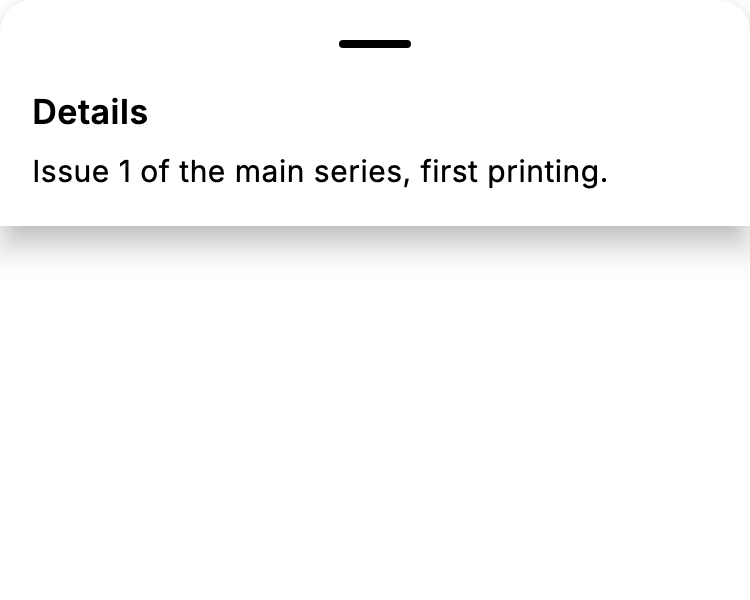 Details
Issue 1 of the main series, first printing.